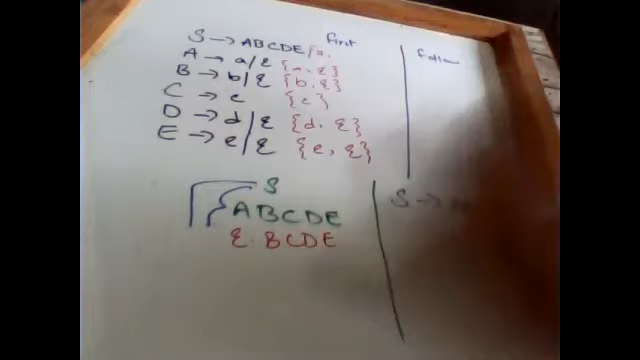 First
S → ABCDE {a,
A → a/ε {a, ε}
B → b/ε {b, ε}
C → c {c}
D → d/ε {d, ε}
E → e/ε {e, ε}
S
ABCDE
ε BCDE
S →